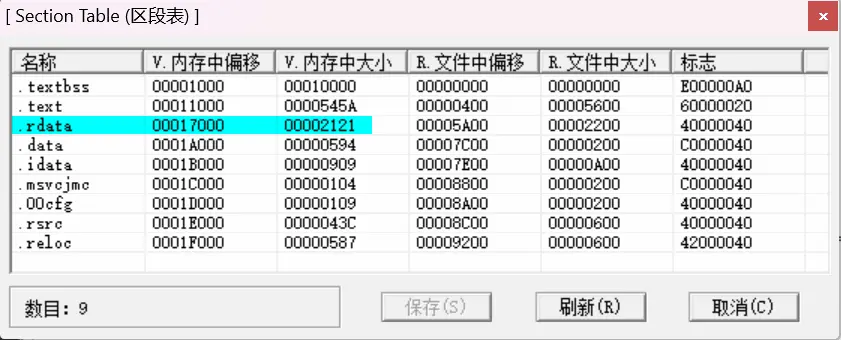 [ Section Table (区段表) ]
名称 V.内存中偏移 V.内存中大小 R.文件中偏移 R.文件中大小 标志
.textbss 00001000 00010000 00000000 00000000 E00000A0
.text 00011000 0000545A 00000400 00005600 60000020
.rdata 00017000 00002121 00005A00 00002200 40000040
.data 0001A000 00000594 00007C00 00000200 C0000040
.idata 0001B000 00000909 00007E00 00000A00 40000040
.msvcjmc 0001C000 00000104 00008800 00000200 C0000040
.00cfg 0001D000 00000109 00008A00 00000200 40000040
.rsrc 0001E000 0000043C 00008C00 00000600 40000040
.reloc 0001F000 00000587 00009200 00000600 42000040
数目: 9 保存(S) 刷新(R) 取消(C)